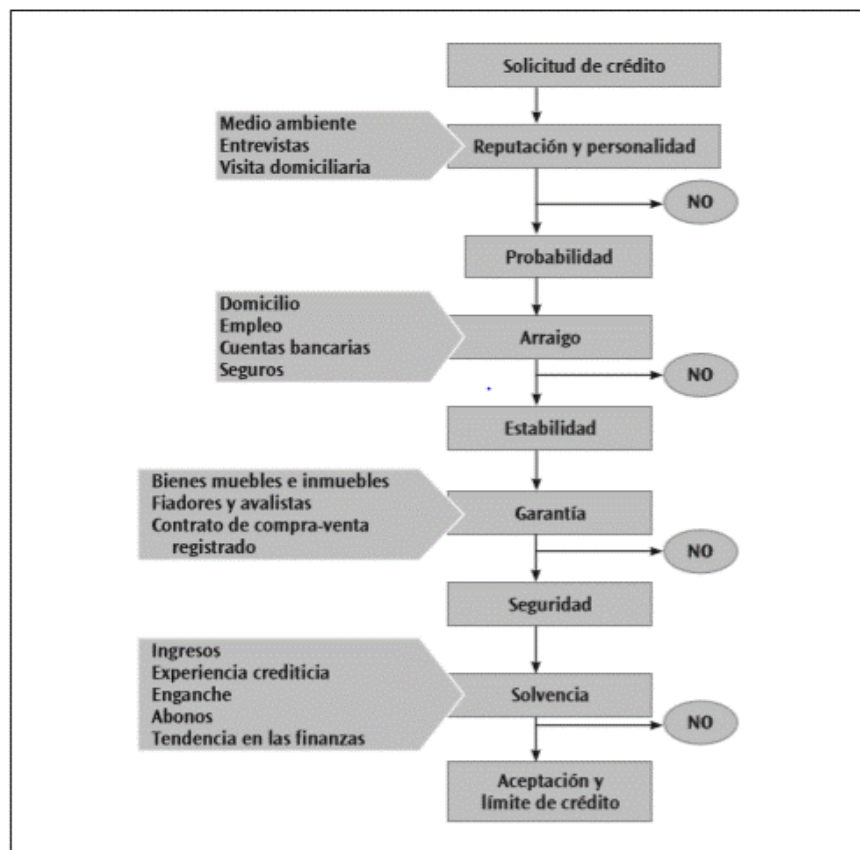 Solicitud de crédito
Medio ambiente
Entrevistas
Visita domiciliaria
Reputación y personalidad
NO
Probabilidad
Domicilio
Empleo
Cuentas bancarias
Seguros
Arraigo
NO
Estabilidad
Bienes muebles e inmuebles
Fiadores y avalistas
Contrato de compra-venta
registrado
Garantía
NO
Seguridad
Ingresos
Experiencia crediticia
Enganche
Abonos
Tendencia en las finanzas
Solvencia
NO
Aceptación y
límite de crédito